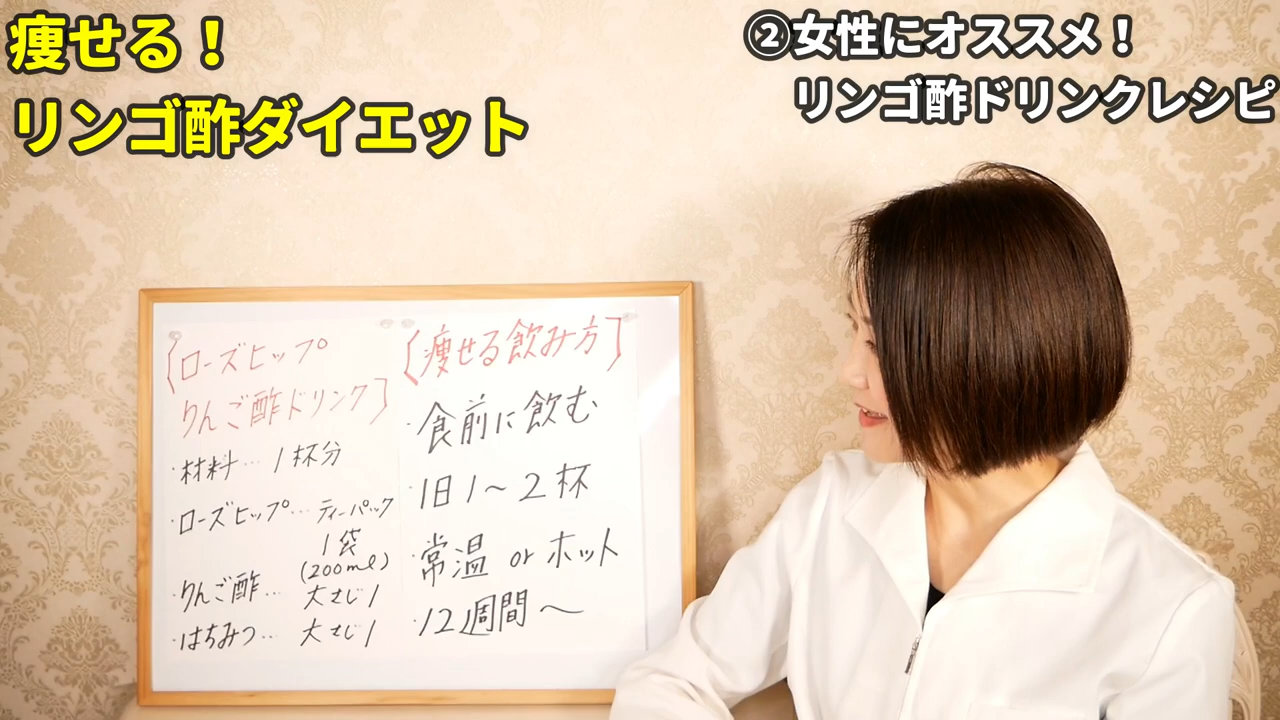 痩せる！
リンゴ酢ダイエット
②女性にオススメ！
リンゴ酢ドリンクレシピ
[ローズヒップ
りんご酢ドリンク]
・材料…1杯分
・ローズヒップ…ティーパック
1袋
(200ml)
・りんご酢…大さじ1
・はちみつ…大さじ1
[痩せる飲み方]
・食前に飲む
・1日1〜2杯
・常温 or ホット
・12週間〜